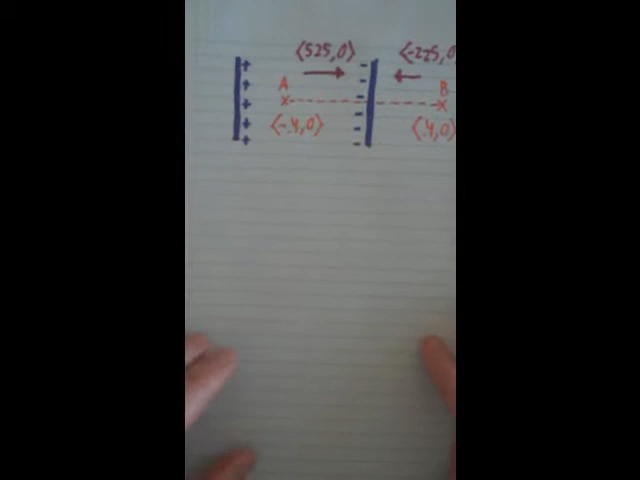 ⟨525,0⟩ ⟨-225,0
+ + + + +
- - - - - -
A B
x x
⟨-.4,0⟩ ⟨.4,0⟩